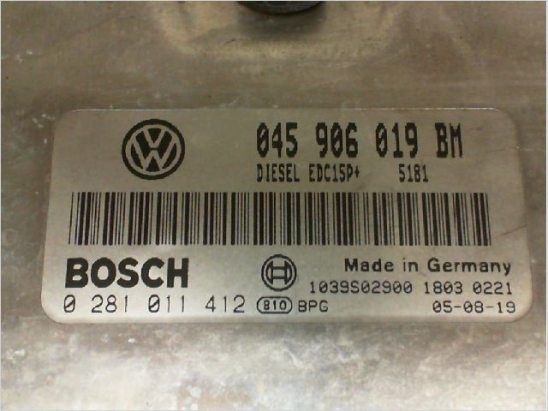 045 906 019 BM
DIESEL EDC15P+ 5181
BOSCH
Made in Germany
1039S02900 1803 0221
0 281 011 412 810 BPG 05-08-19